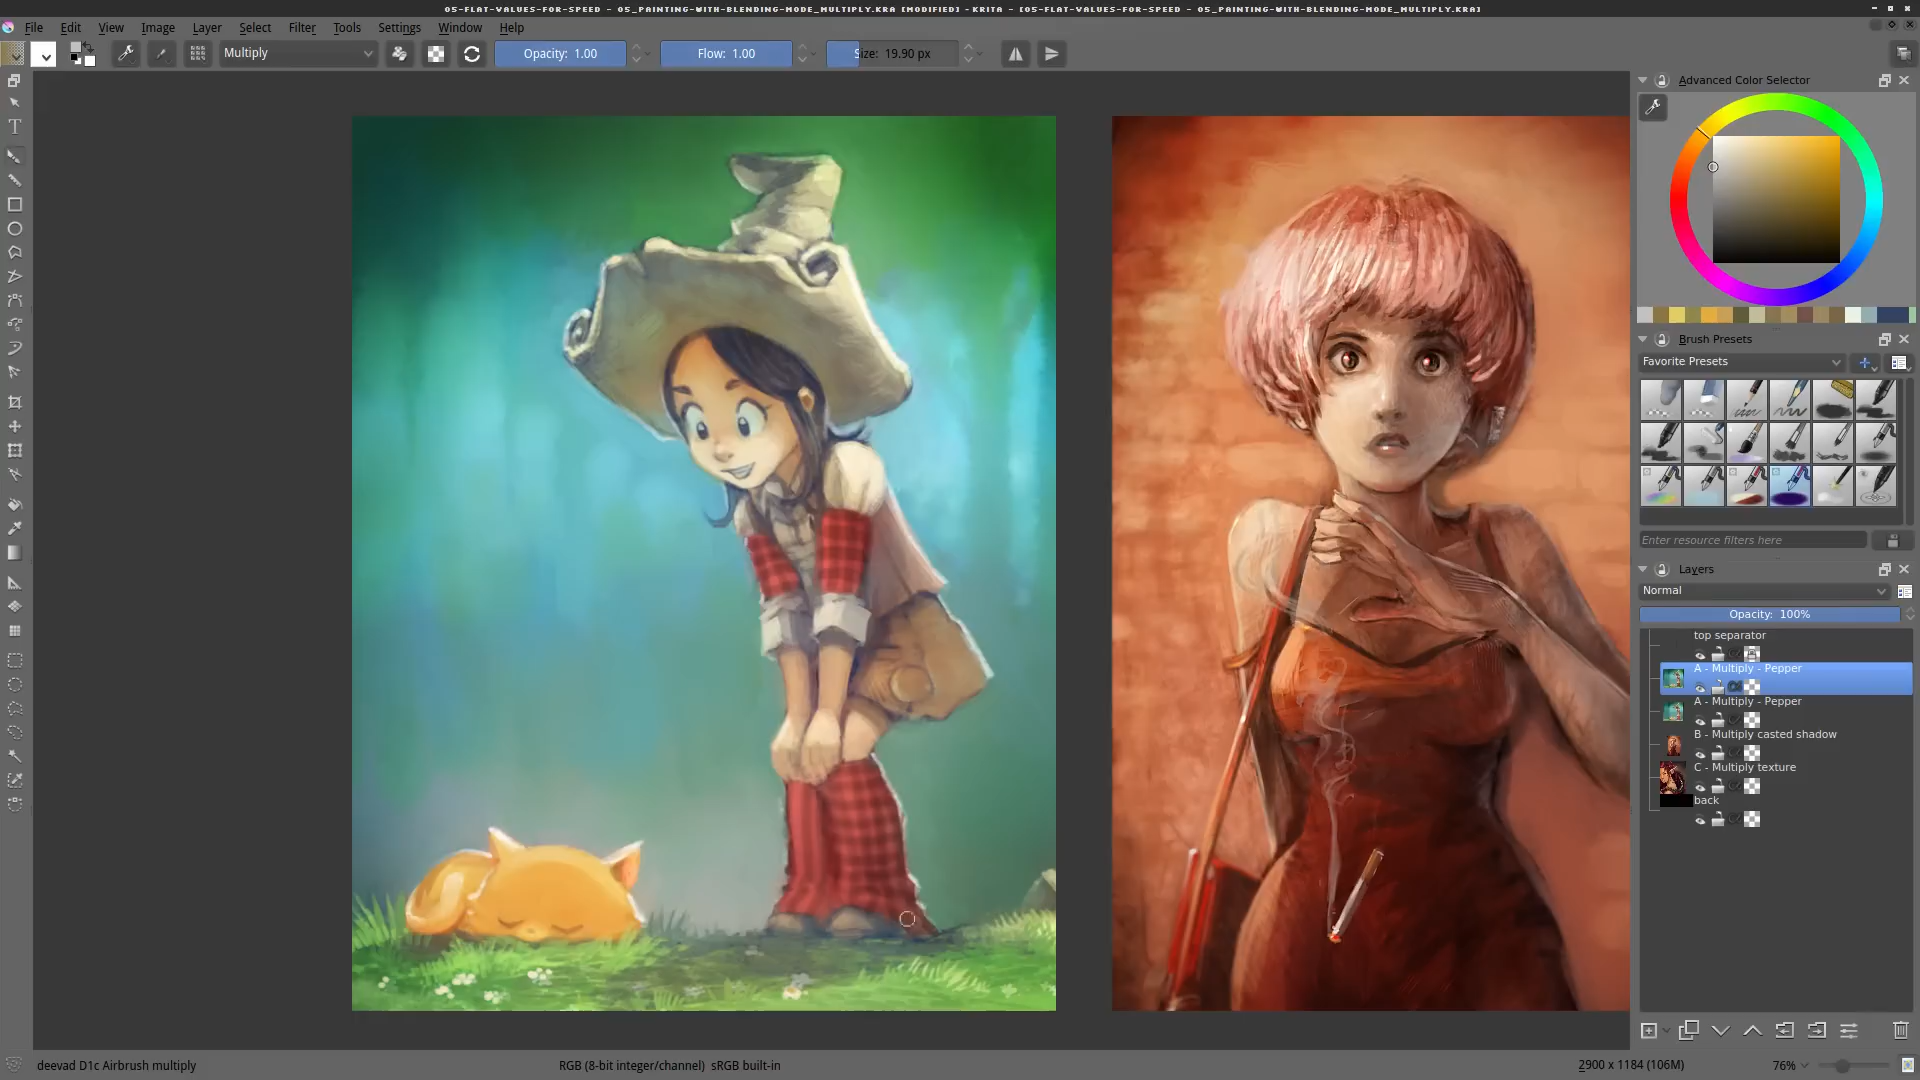 05-FLAT-VALUES-FOR-SPEED - 05_PAINTING-WITH-BLENDING-MODE_MULTIPLY.KRA [MODIFIED] - KRITA - [05-FLAT-VALUES-FOR-SPEED - 05_PAINTING-WITH-BLENDING-MODE_MULTIPLY.KRA]
File Edit View Image Layer Select Filter Tools Settings Window Help
Multiply Opacity: 1.00 Flow: 1.00 Size: 19.90 px
Advanced Color Selector
Brush Presets
Favorite Presets
Enter resource filters here
Layers
Normal
Opacity: 100%
top separator
A - Multiply - Pepper
A - Multiply - Pepper
B - Multiply casted shadow
C - Multiply texture
back
deevad D1c Airbrush multiply RGB (8-bit integer/channel) sRGB built-in 2900 x 1184 (106M) 76%